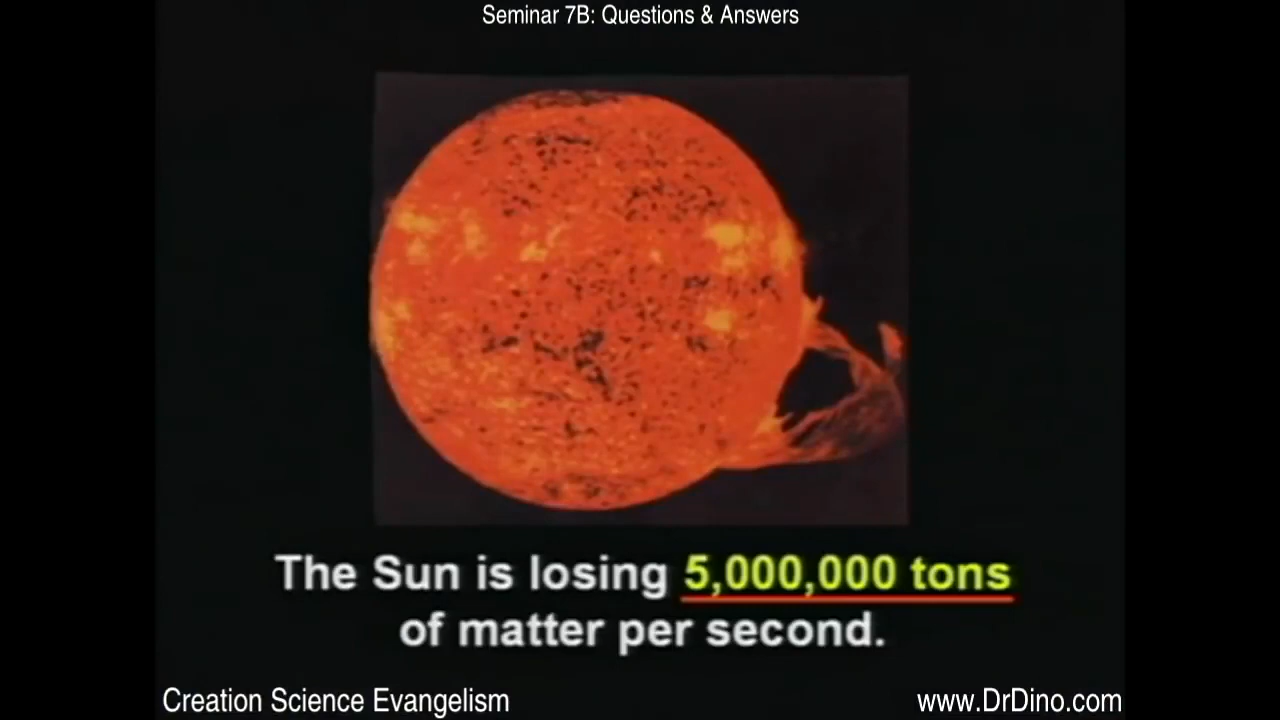 Seminar 7B: Questions & Answers
The Sun is losing 5,000,000 tons
of matter per second.
Creation Science Evangelism
www.DrDino.com